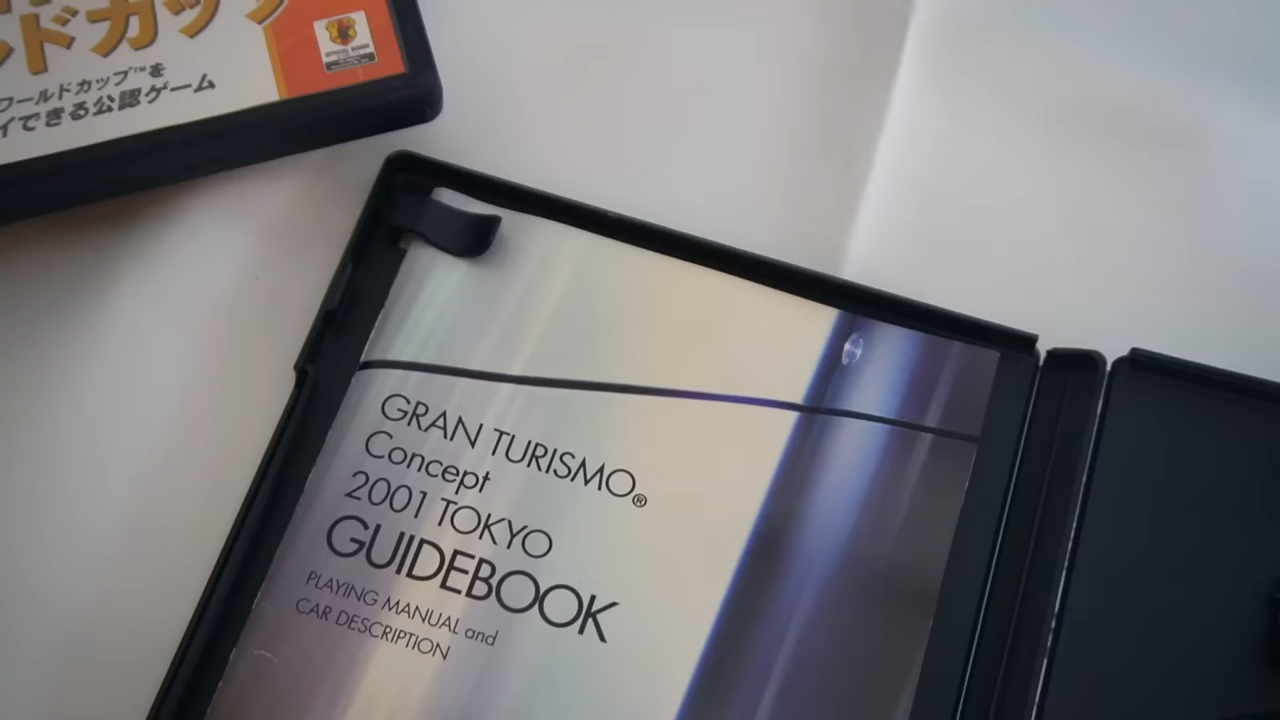 ドカップ
ワールドカップ™を
イできる公認ゲーム
GRAN TURISMO®
Concept
2001 TOKYO
GUIDEBOOK
PLAYING MANUAL and
CAR DESCRIPTION